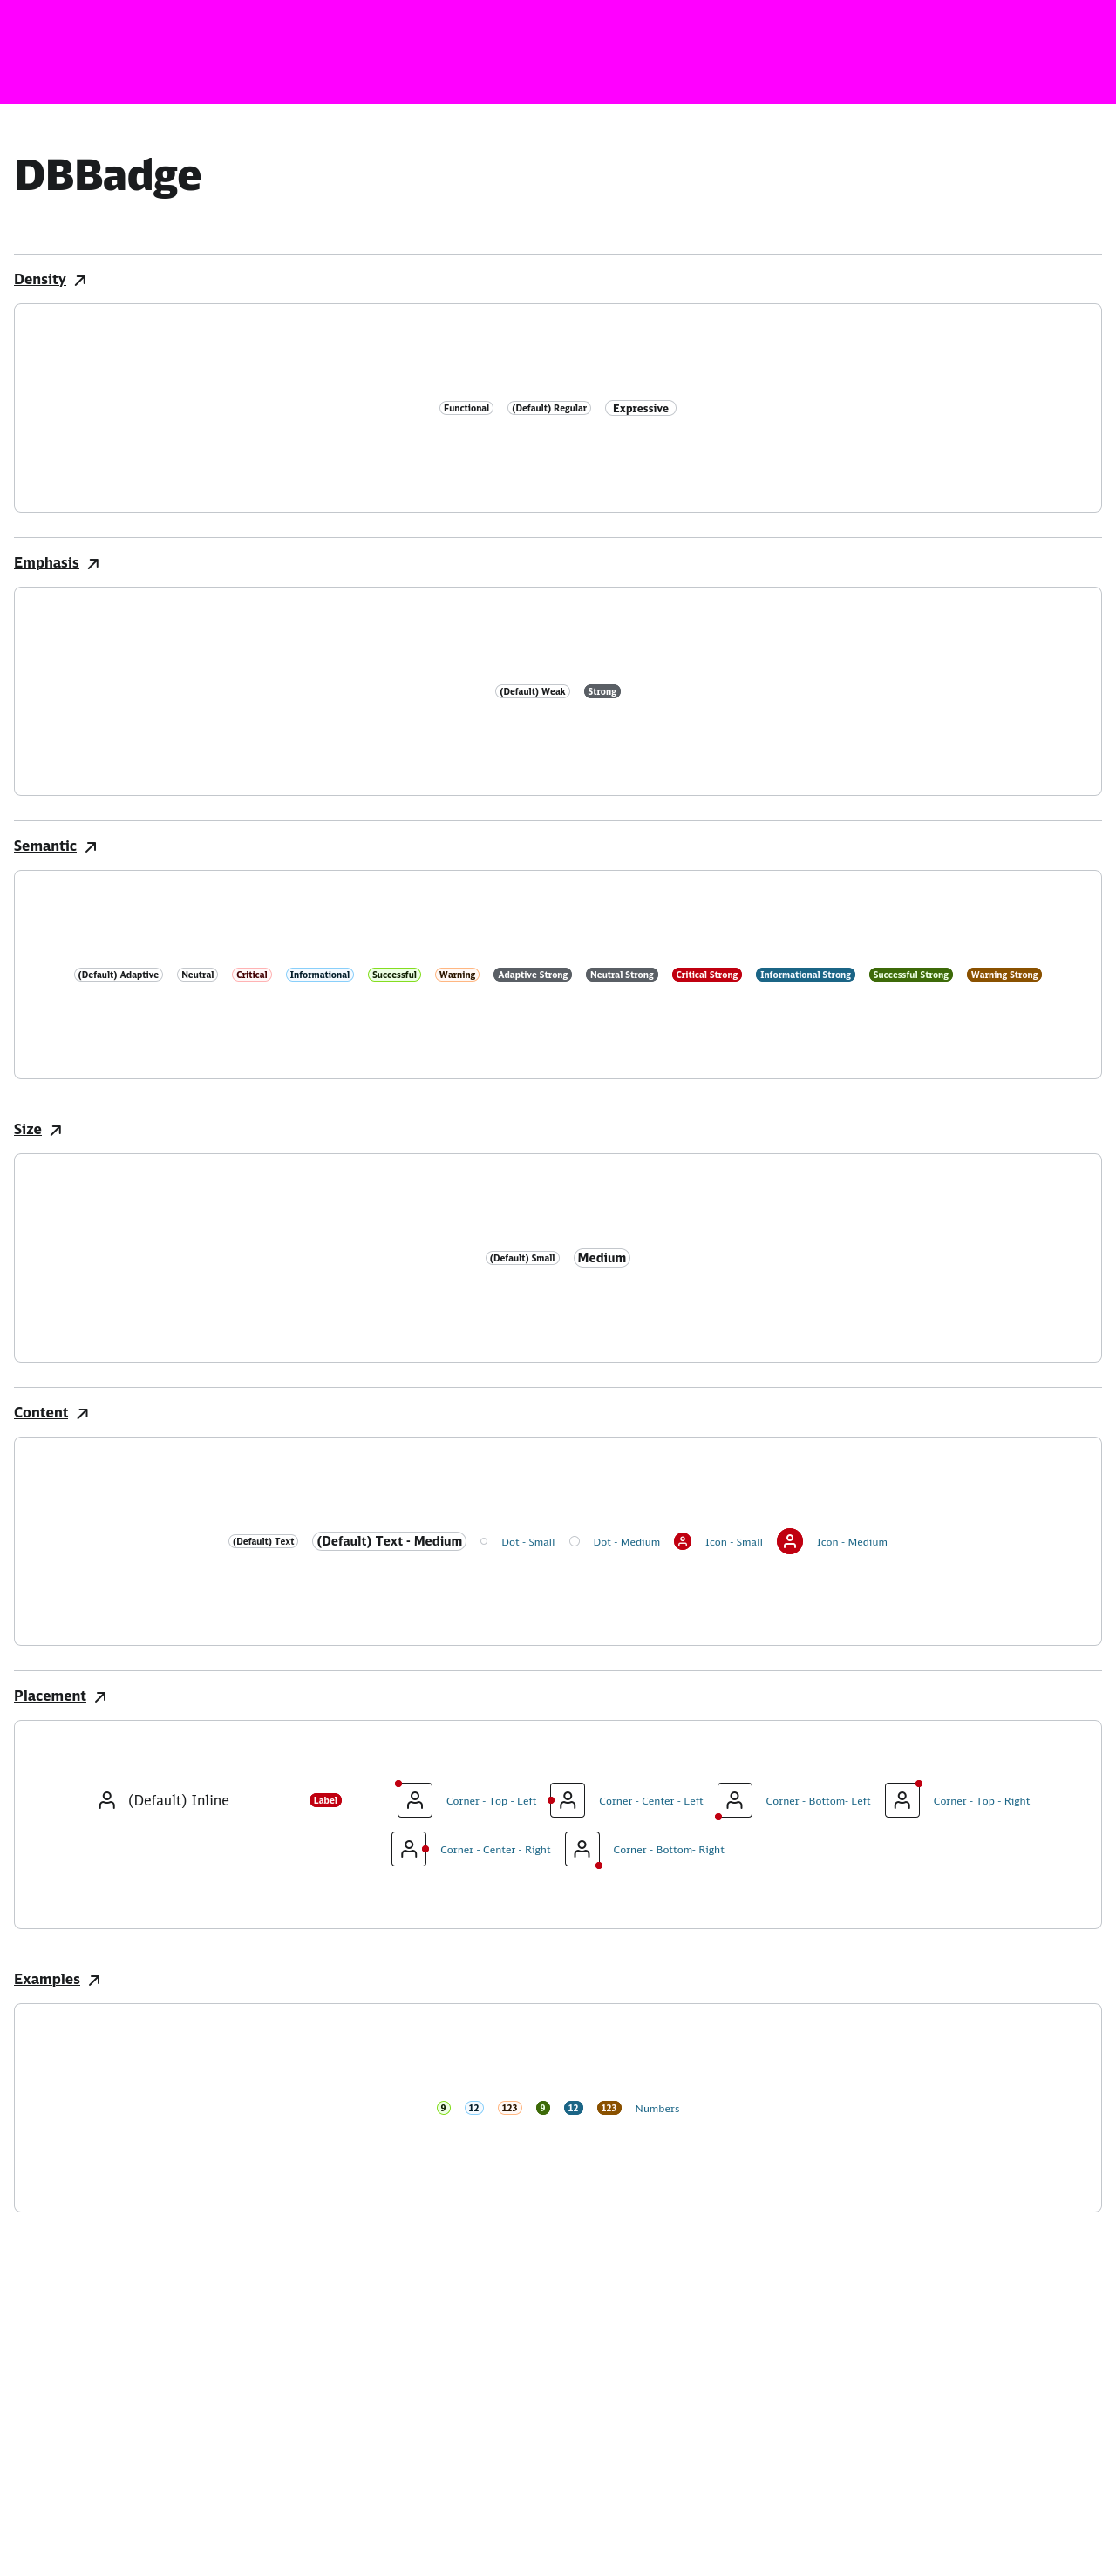 DBBadge
Density
Functional (Default) Regular Expressive
Emphasis
(Default) Weak Strong
Semantic
(Default) Adaptive Neutral Critical Informational Successful Warning Adaptive Strong Neutral Strong Critical Strong Informational Strong Successful Strong Warning Strong
Size
(Default) Small Medium
Content
(Default) Text (Default) Text - Medium Dot - Small Dot - Medium Icon - Small Icon - Medium
Placement
(Default) Inline Label Corner - Top - Left Corner - Center - Left Corner - Bottom- Left Corner - Top - Right
Corner - Center - Right Corner - Bottom- Right
Examples
9 12 123 9 12 123 Numbers